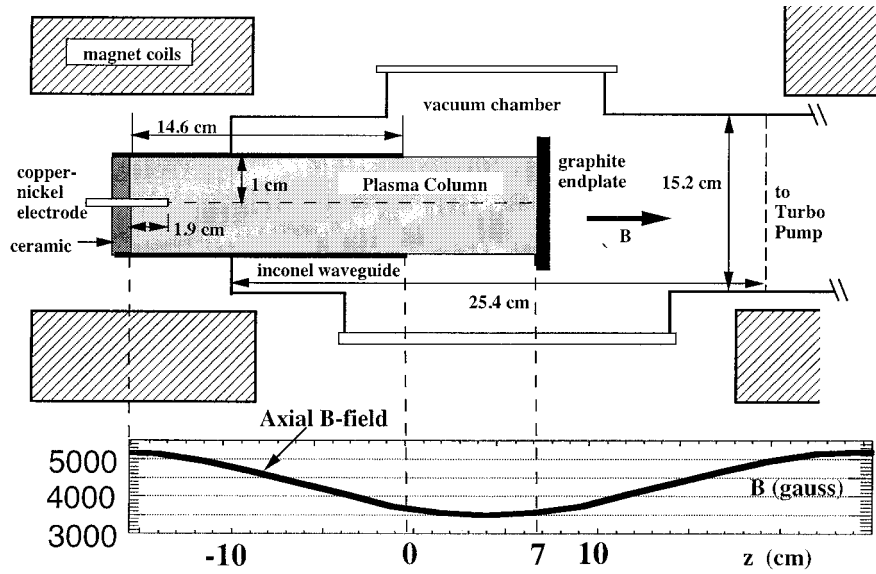 magnet coils
vacuum chamber
14.6 cm
copper-
nickel
electrode
1 cm
Plasma Column
graphite
endplate
15.2 cm
to
Turbo
Pump
B
1.9 cm
ceramic
inconel waveguide
25.4 cm
Axial B-field
5000
4000
3000
B (gauss)
-10
0
7
10
z (cm)